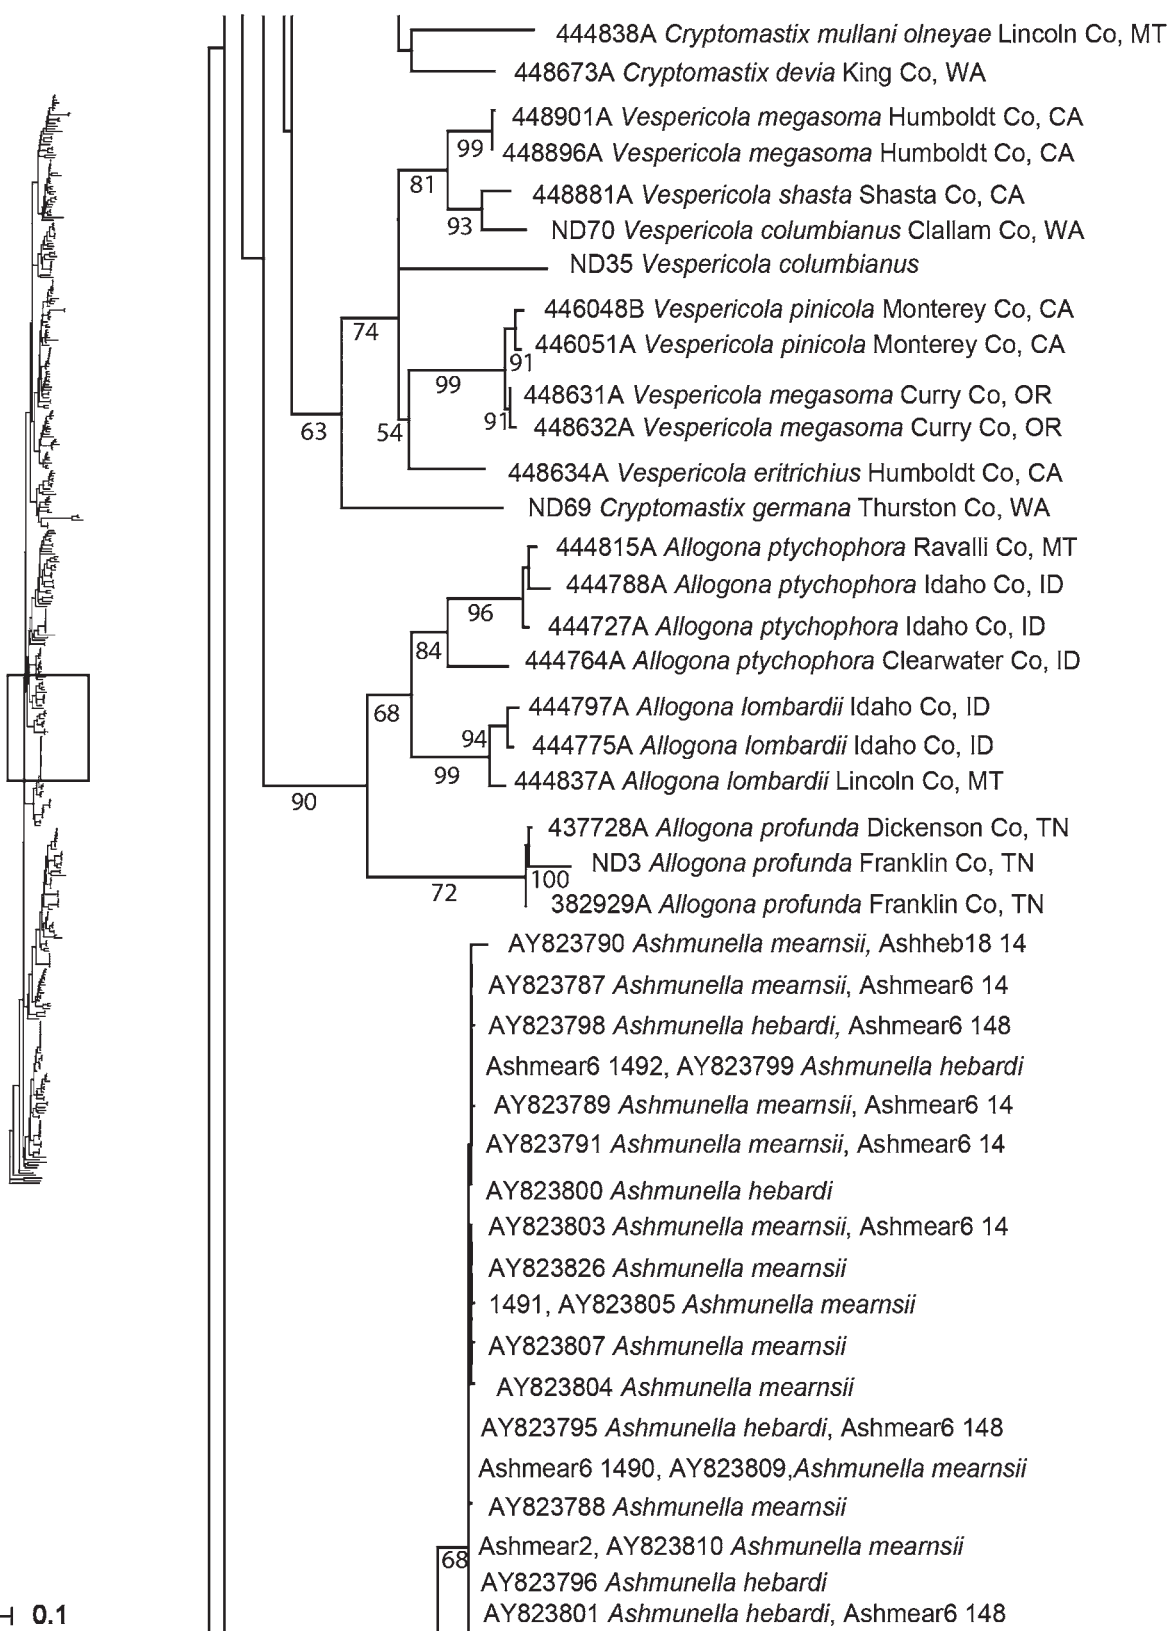 444838A Cryptomastix mullani olneyae Lincoln Co, MT
448673A Cryptomastix devia King Co, WA
448901A Vespericola megasoma Humboldt Co, CA
99
448896A Vespericola megasoma Humboldt Co, CA
81
448881A Vespericola shasta Shasta Co, CA
93
ND70 Vespericola columbianus Clallam Co, WA
ND35 Vespericola columbianus
446048B Vespericola pinicola Monterey Co, CA
74
446051A Vespericola pinicola Monterey Co, CA
91
99
448631A Vespericola megasoma Curry Co, OR
91
448632A Vespericola megasoma Curry Co, OR
63
54
448634A Vespericola eritrichius Humboldt Co, CA
ND69 Cryptomastix germana Thurston Co, WA
444815A Allogona ptychophora Ravalli Co, MT
444788A Allogona ptychophora Idaho Co, ID
96
444727A Allogona ptychophora Idaho Co, ID
84
444764A Allogona ptychophora Clearwater Co, ID
444797A Allogona lombardii Idaho Co, ID
68
94
444775A Allogona lombardii Idaho Co, ID
99
444837A Allogona lombardii Lincoln Co, MT
90
437728A Allogona profunda Dickenson Co, TN
ND3 Allogona profunda Franklin Co, TN
100
72
382929A Allogona profunda Franklin Co, TN
AY823790 Ashmunella mearnsii, Ashheb18 14
AY823787 Ashmunella mearnsii, Ashmear6 14
AY823798 Ashmunella hebardi, Ashmear6 148
Ashmear6 1492, AY823799 Ashmunella hebardi
AY823789 Ashmunella mearnsii, Ashmear6 14
AY823791 Ashmunella mearnsii, Ashmear6 14
AY823800 Ashmunella hebardi
AY823803 Ashmunella mearnsii, Ashmear6 14
AY823826 Ashmunella mearnsii
1491, AY823805 Ashmunella mearnsii
AY823807 Ashmunella mearnsii
AY823804 Ashmunella mearnsii
AY823795 Ashmunella hebardi, Ashmear6 148
Ashmear6 1490, AY823809,Ashmunella mearnsii
AY823788 Ashmunella mearnsii
Ashmear2, AY823810 Ashmunella mearnsii
68
AY823796 Ashmunella hebardi
AY823801 Ashmunella hebardi, Ashmear6 148
0.1